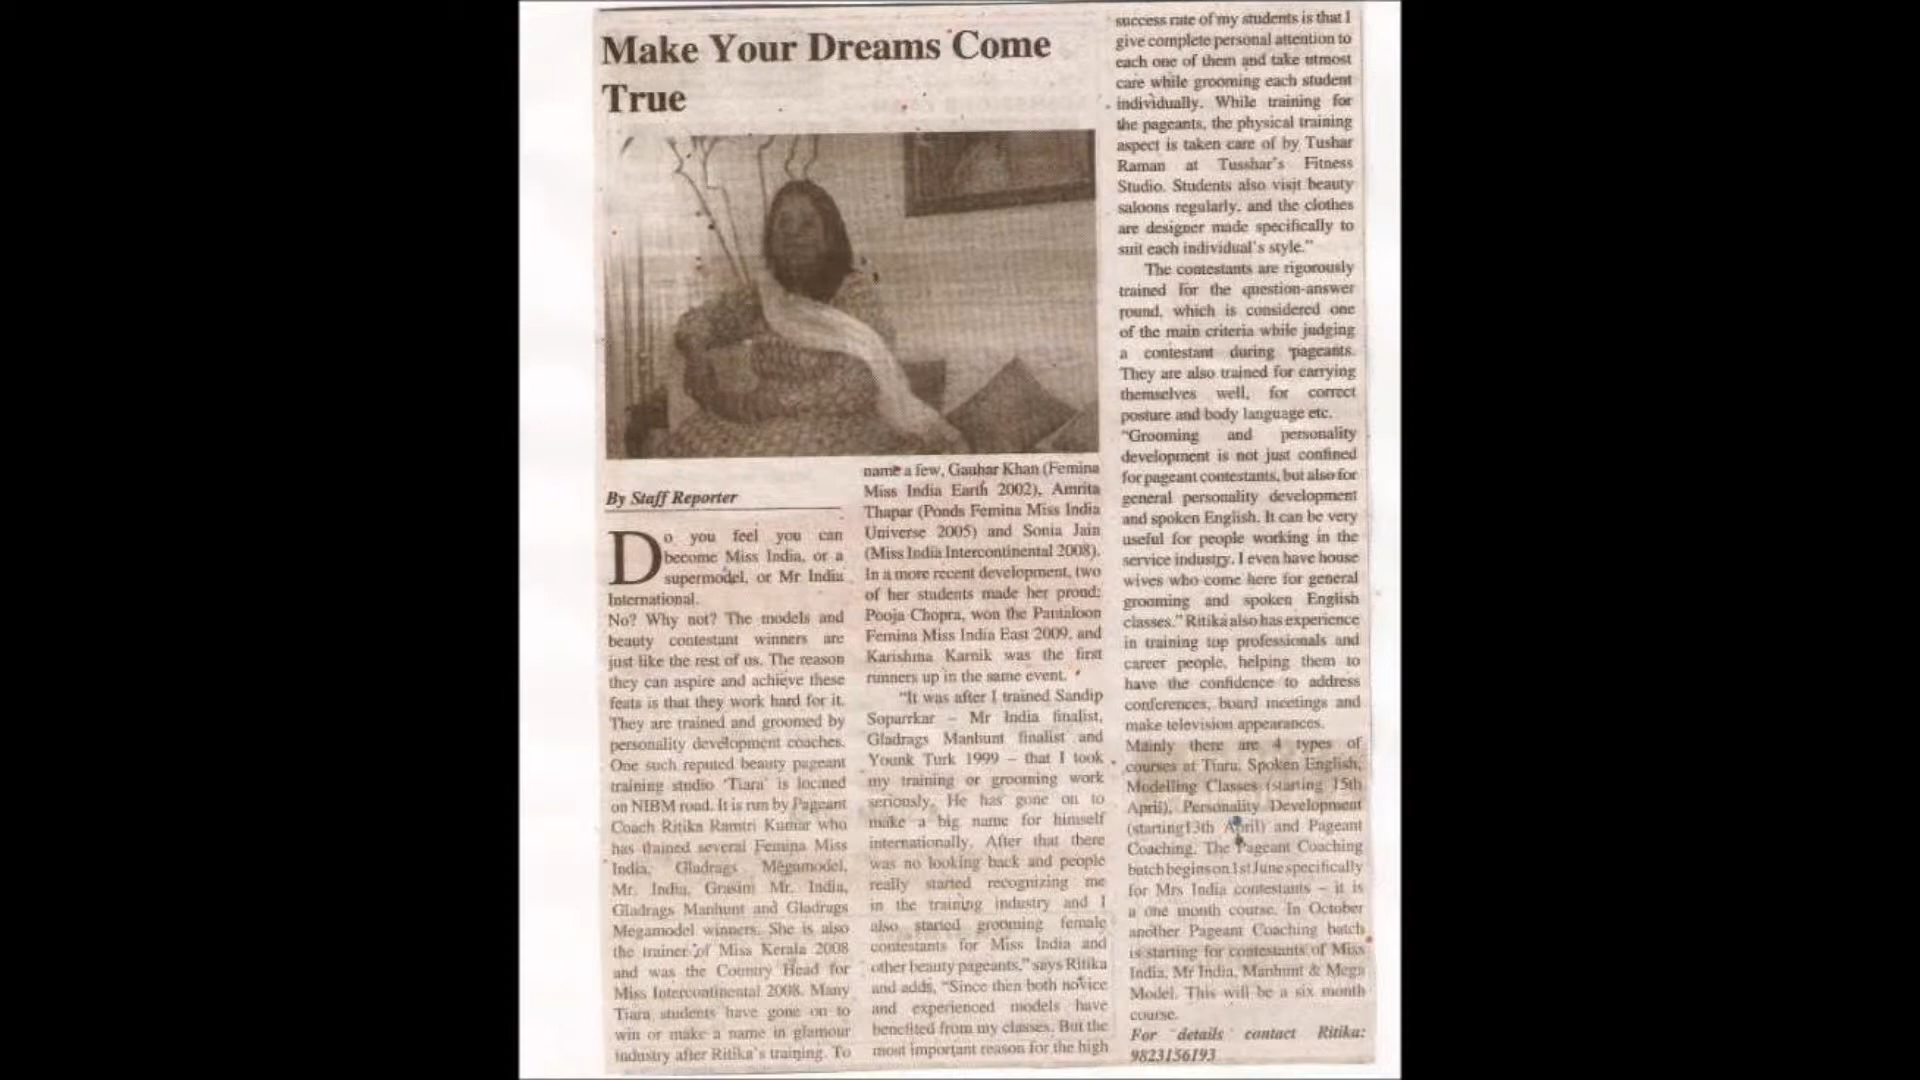 Make Your Dreams Come
True
By Staff Reporter
Do you feel you can
become Miss India, or a
supermodel, or Mr India
International.
No? Why not? The models and
beauty contestant winners are
just like the rest of us. The reason
they can aspire and achieve these
feats is that they work hard for it.
They are trained and groomed by
personality development coaches.
One such reputed beauty pageant
training studio 'Tiara' is located
on NIBM road. It is run by Pageant
Coach Ritika Ramtri Kumar who
has trained several Femina Miss
India, Gladrags Megamodel,
Mr. India, Grasim Mr. India,
Gladrags Manhunt and Gladrags
Megamodel winners. She is also
the trainer of Miss Kerala 2008
and was the Country Head for
Miss Intercontinental 2008. Many
Tiara students have gone on to
win or make a name in glamour
industry after Ritika's training. To
name a few, Gauhar Khan (Femina
Miss India Earth 2002), Amrita
Thapar (Ponds Femina Miss India
Universe 2005) and Sonia Jain
(Miss India Intercontinental 2008).
In a more recent development, two
of her students made her proud;
Pooja Chopra, won the Pantaloon
Femina Miss India East 2009, and
Karishma Karnik was the first
runners up in the same event.
"It was after I trained Sandip
Soparrkar – Mr India finalist,
Gladrags Manhunt finalist and
Younk Turk 1999 – that I took
my training or grooming work
seriously. He has gone on to
make a big name for himself
internationally. After that there
was no looking back and people
really started recognizing me
in the training industry and I
also started grooming female
contestants for Miss India and
other beauty pageants," says Ritika
and adds, "Since then both novice
and experienced models have
benefited from my classes. But the
most important reason for the high
success rate of my students is that I
give complete personal attention to
each one of them and take utmost
care while grooming each student
individually. While training for
the pageants, the physical training
aspect is taken care of by Tushar
Raman at Tusshar's Fitness
Studio. Students also visit beauty
saloons regularly, and the clothes
are designer made specifically to
suit each individual's style."
The contestants are rigorously
trained for the question-answer
round, which is considered one
of the main criteria while judging
a contestant during pageants.
They are also trained for carrying
themselves well, for correct
posture and body language etc.
"Grooming and personality
development is not just confined
for pageant contestants, but also for
general personality development
and spoken English. It can be very
useful for people working in the
service industry. I even have house
wives who come here for general
grooming and spoken English
classes." Ritika also has experience
in training top professionals and
career people, helping them to
have the confidence to address
conferences, board meetings and
make television appearances.
Mainly there are 4 types of
courses at Tiara. Spoken English,
Modelling Classes (starting 15th
April), Personality Development
(starting13th April) and Pageant
Coaching. The Pageant Coaching
batch begins on 1st June specifically
for Mrs India contestants – it is
a one month course. In October
another Pageant Coaching batch
is starting for contestants of Miss
India, Mr India, Manhunt & Mega
Model. This will be a six month
course.
For details contact Ritika:
9823156193